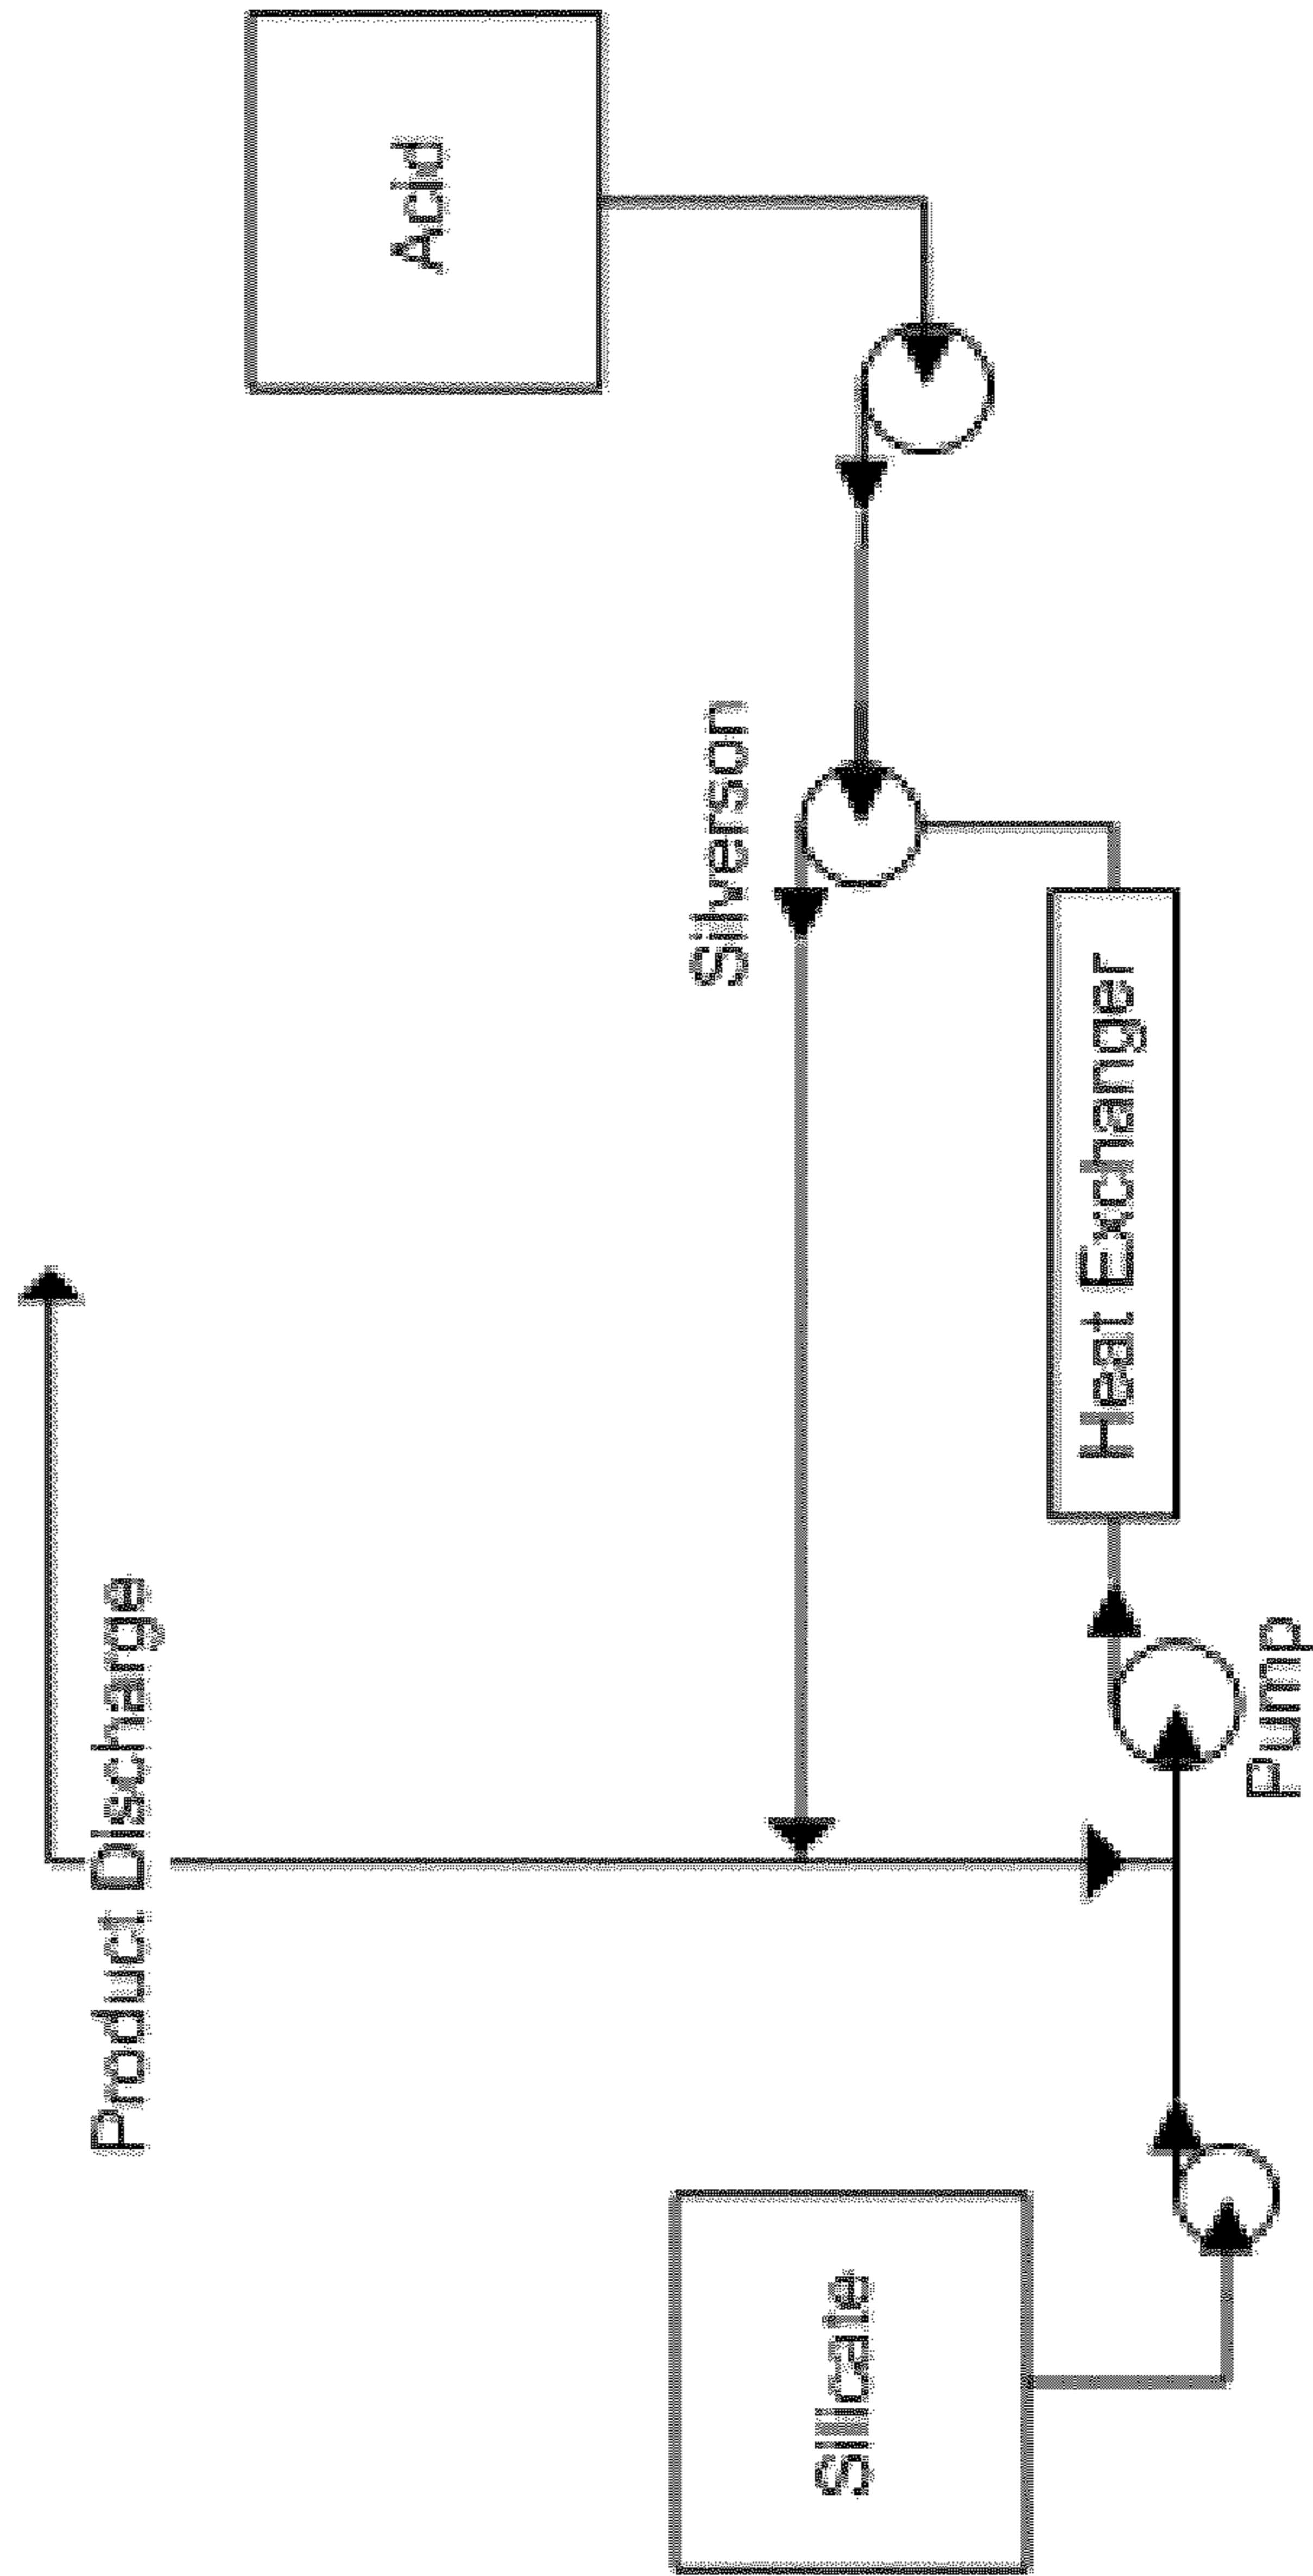 Acid
Silverson
Product Discharge
Heat Exchanger
Pump
Silicate